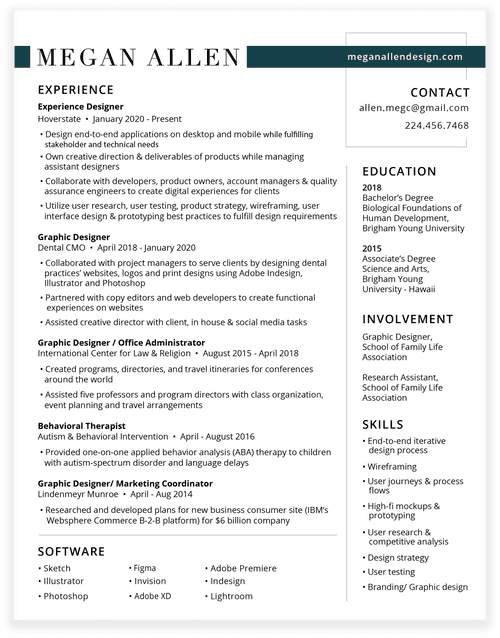 MEGAN ALLEN
meganallendesign.com
CONTACT
allen.megc@gmail.com
224.456.7468
EXPERIENCE
Experience Designer
Hoverstate • January 2020 - Present
• Design end-to-end applications on desktop and mobile while fulfilling
stakeholder and technical needs
• Own creative direction & deliverables of products while managing
assistant designers
• Collaborate with developers, product owners, account managers & quality
assurance engineers to create digital experiences for clients
• Utilize user research, user testing, product strategy, wireframing, user
interface design & prototyping best practices to fulfill design requirements
Graphic Designer
Dental CMO • April 2018 - January 2020
• Collaborated with project managers to serve clients by designing dental
practices’ websites, logos and print designs using Adobe Indesign,
Illustrator and Photoshop
• Partnered with copy editors and web developers to create functional
experiences on websites
• Assisted creative director with client, in house & social media tasks
Graphic Designer / Office Administrator
International Center for Law & Religion • August 2015 - April 2018
• Created programs, directories, and travel itineraries for conferences
around the world
• Assisted five professors and program directors with class organization,
event planning and travel arrangements
Behavioral Therapist
Autism & Behavioral Intervention • April - August 2016
• Provided one-on-one applied behavior analysis (ABA) therapy to children
with autism-spectrum disorder and language delays
Graphic Designer/ Marketing Coordinator
Lindenmeyr Munroe • April - Aug 2014
• Researched and developed plans for new business consumer site (IBM’s
Websphere Commerce B-2-B platform) for $6 billion company
SOFTWARE
• Sketch • Figma • Adobe Premiere
• Illustrator • Invision • Indesign
• Photoshop • Adobe XD • Lightroom
EDUCATION
2018
Bachelor’s Degree
Biological Foundations of
Human Development,
Brigham Young University
2015
Associate’s Degree
Science and Arts,
Brigham Young
University - Hawaii
INVOLVEMENT
Graphic Designer,
School of Family Life
Association
Research Assistant,
School of Family Life
Association
SKILLS
• End-to-end iterative
design process
• Wireframing
• User journeys & process
flows
• High-fi mockups &
prototyping
• User research &
competitive analysis
• Design strategy
• User testing
• Branding/ Graphic design